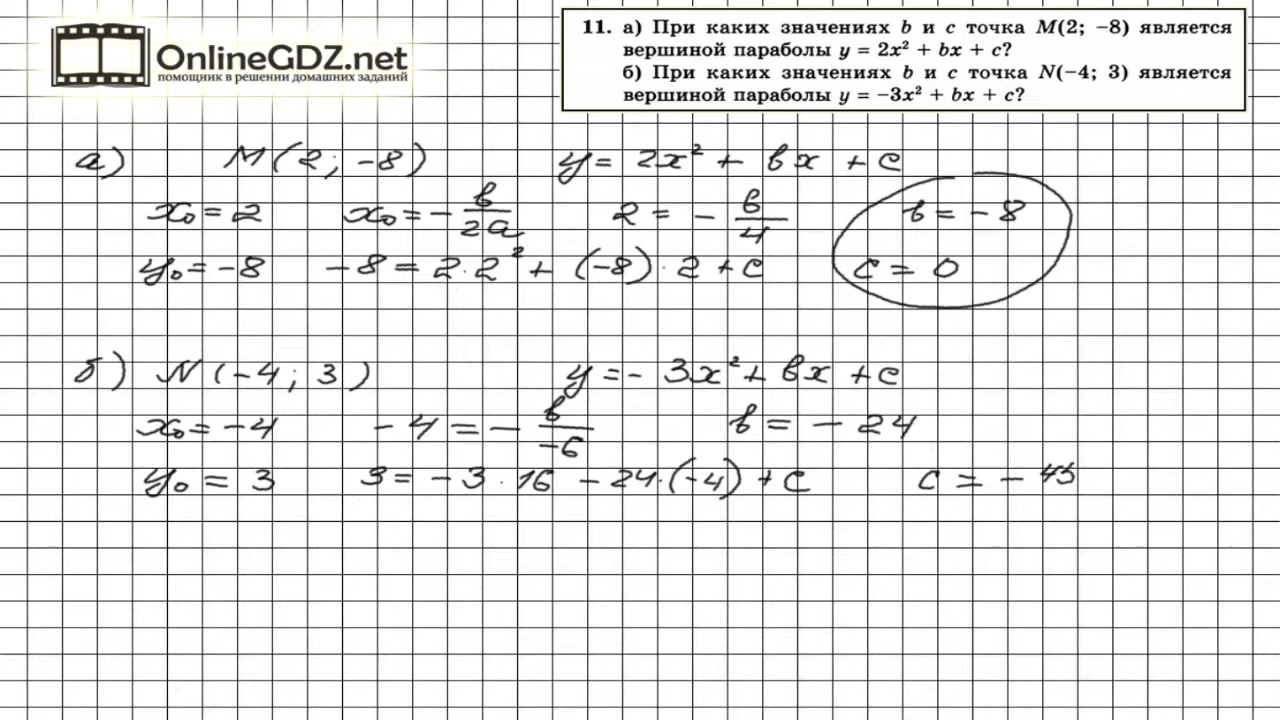 OnlineGDZ.net
помощник в решении домашних заданий
11. а) При каких значениях b и c точка M(2; −8) является
вершиной параболы y = 2x² + bx + c?
б) При каких значениях b и c точка N(−4; 3) является
вершиной параболы y = −3x² + bx + c?
а) M(2; −8) y = 2x² + bx + c
x₀ = 2 x₀ = − b/2a 2 = − b/4 b = −8
y₀ = −8 −8 = 2·2² + (−8)·2 + c c = 0
б) N(−4; 3) y = −3x² + bx + c
x₀ = −4 −4 = − b/−6 b = −24
y₀ = 3 3 = −3·16 − 24·(−4) + c c = −45